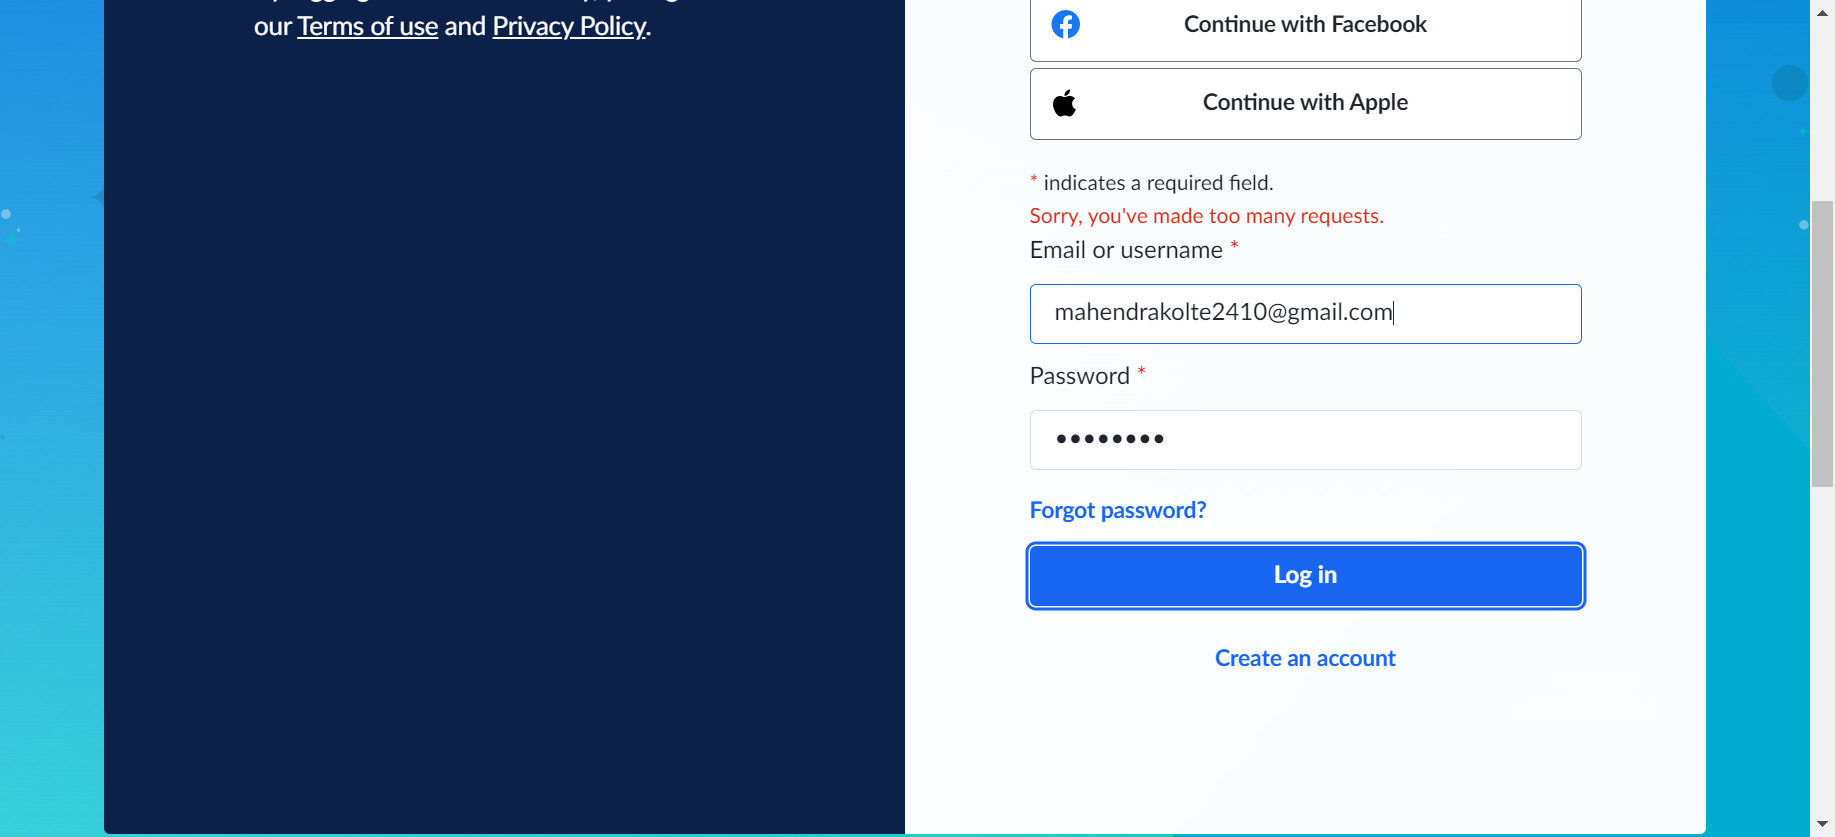 our Terms of use and Privacy Policy.
Continue with Facebook
Continue with Apple
* indicates a required field.
Sorry, you've made too many requests.
Email or username *
mahendrakolte2410@gmail.com
Password *
••••••••
Forgot password?
Log in
Create an account